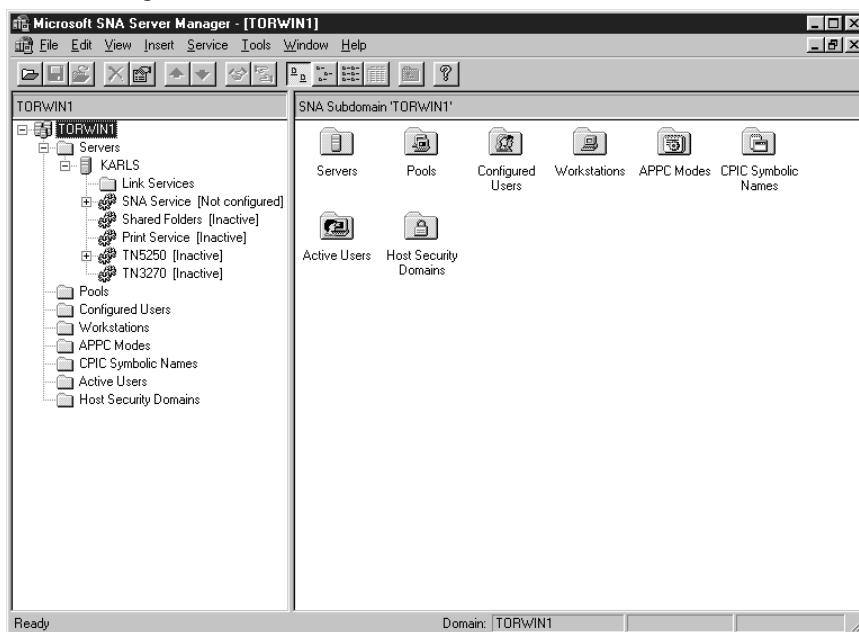 Microsoft SNA Server Manager - [TORWIN1]
File Edit View Insert Service Tools Window Help
TORWIN1
SNA Subdomain 'TORWIN1'
TORWIN1
Servers
KARLS
Link Services
SNA Service [Not configured]
Shared Folders [Inactive]
Print Service [Inactive]
TN5250 [Inactive]
TN3270 [Inactive]
Pools
Configured Users
Workstations
APPC Modes
CPIC Symbolic Names
Active Users
Host Security Domains
Servers Pools Configured Users Workstations APPC Modes CPIC Symbolic Names
Active Users Host Security Domains
Ready Domain: TORWIN1